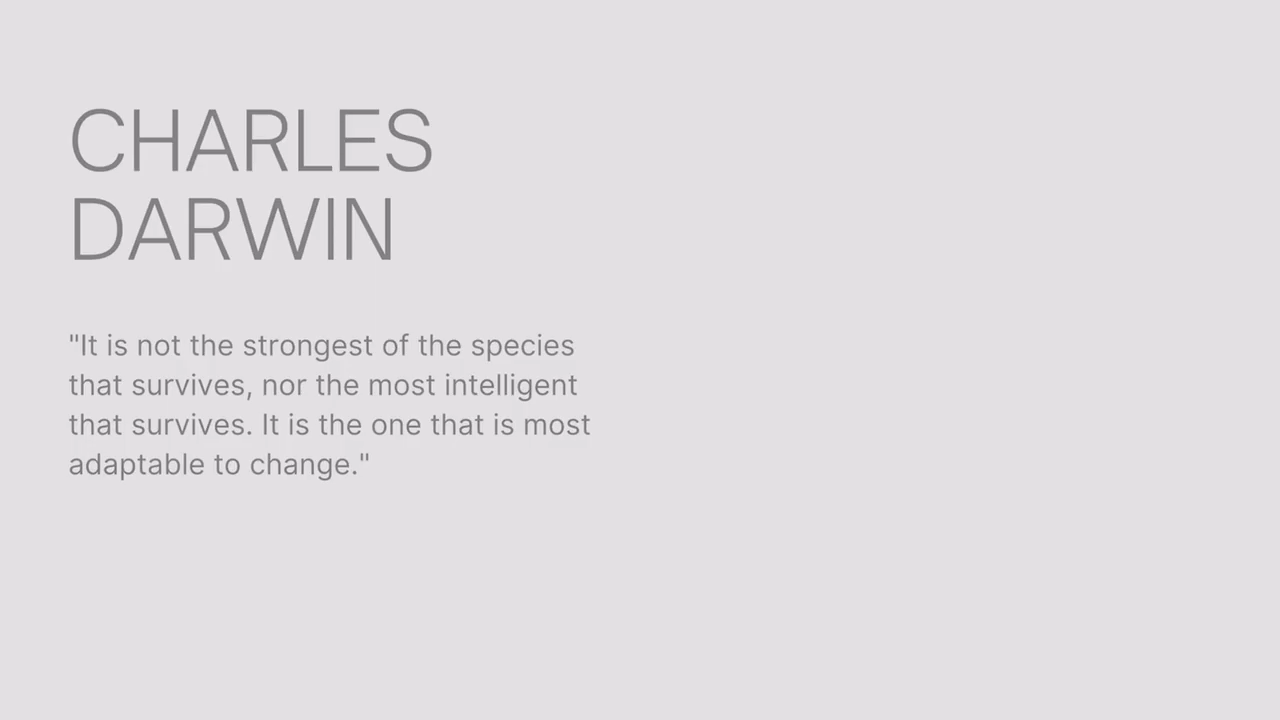 CHARLES
DARWIN
"It is not the strongest of the species
that survives, nor the most intelligent
that survives. It is the one that is most
adaptable to change."